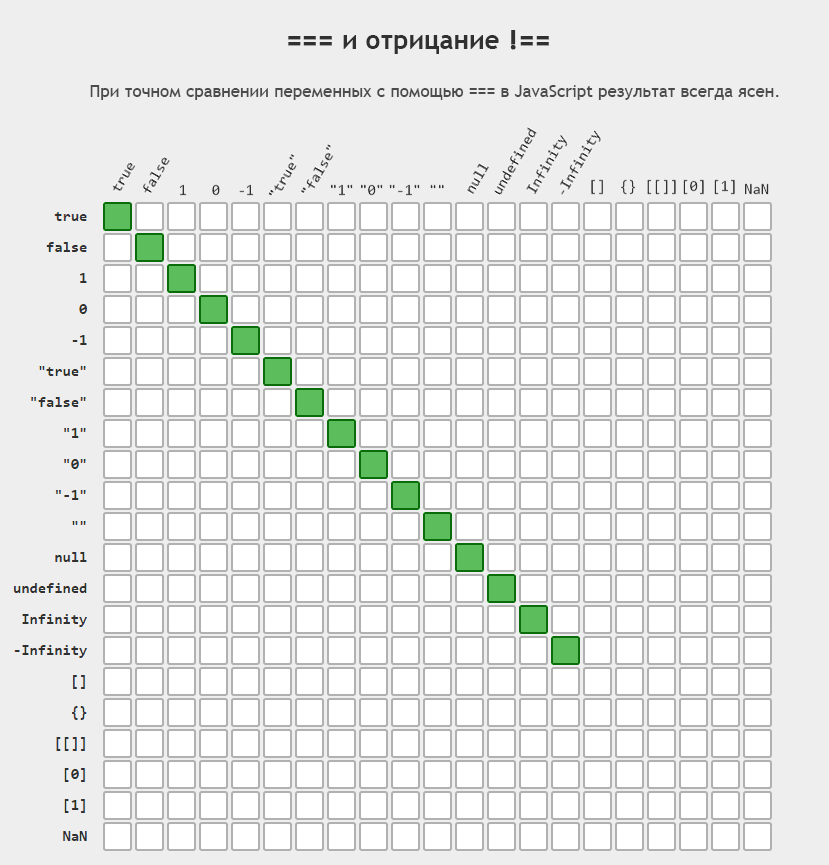 === и отрицание !==
При точном сравнении переменных с помощью === в JavaScript результат всегда ясен.
true false 1 0 -1 "true" "false" "1" "0" "-1" "" null undefined Infinity -Infinity [] {} [[]] [0] [1] NaN
true
false
1
0
-1
"true"
"false"
"1"
"0"
"-1"
""
null
undefined
Infinity
-Infinity
[]
{}
[[]]
[0]
[1]
NaN